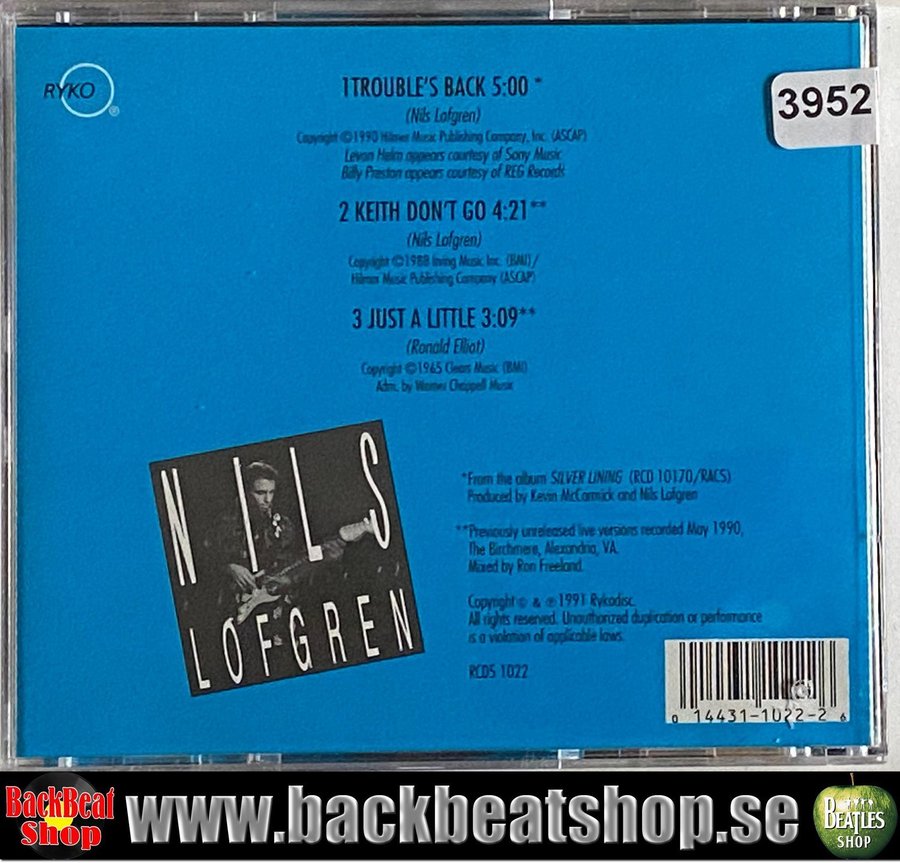 RYKO
®
3952
1 TROUBLE'S BACK 5:00 *
(Nils Lofgren)
Copyright ©1990 Hilmer Music Publishing Company, Inc. (ASCAP)
Levon Helm appears courtesy of Sony Music
Billy Preston appears courtesy of REG Records
2 KEITH DON'T GO 4:21**
(Nils Lofgren)
Copyright ©1988 Irving Music Inc. (BMI)/
Hilmer Music Publishing Company (ASCAP)
3 JUST A LITTLE 3:09**
(Ronald Elliot)
Copyright ©1965 Clears Music (BMI)
Adm. by Warner Chappell Music
NILS
LOFGREN
*From the album SILVER LINING (RCD 10170/RACS)
Produced by Kevin McCormick and Nils Lofgren
**Previously unreleased live versions recorded May 1990,
The Birchmere, Alexandria, VA.
Mixed by Ron Freeland.
Copyright © & ℗ 1991 Rykodisc.
All rights reserved. Unauthorized duplication or performance
is a violation of applicable laws.
RCD5 1022
0 14431-1022-2 6
BackBeat
Shop
www.backbeatshop.se
BEATLES
SHOP